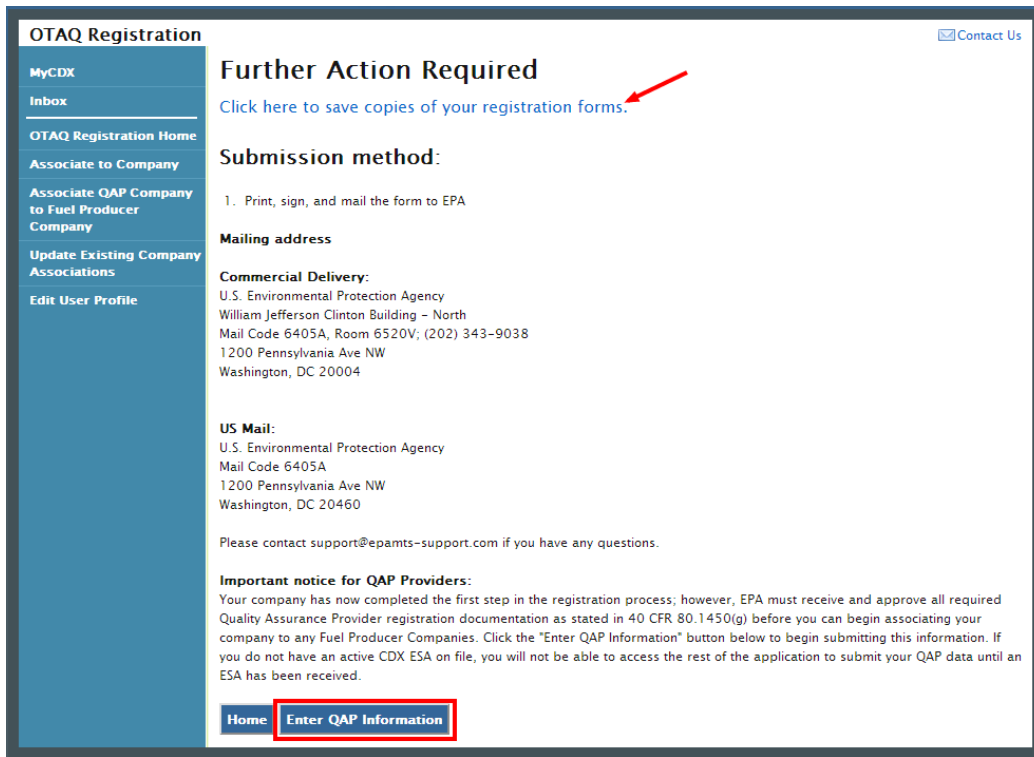 OTAQ Registration
Contact Us
MyCDX
Inbox
OTAQ Registration Home
Associate to Company
Associate QAP Company
to Fuel Producer
Company
Update Existing Company
Associations
Edit User Profile
Further Action Required
Click here to save copies of your registration forms.
Submission method:
1. Print, sign, and mail the form to EPA
Mailing address
Commercial Delivery:
U.S. Environmental Protection Agency
William Jefferson Clinton Building - North
Mail Code 6405A, Room 6520V; (202) 343-9038
1200 Pennsylvania Ave NW
Washington, DC 20004
US Mail:
U.S. Environmental Protection Agency
Mail Code 6405A
1200 Pennsylvania Ave NW
Washington, DC 20460
Please contact support@epamts-support.com if you have any questions.
Important notice for QAP Providers:
Your company has now completed the first step in the registration process; however, EPA must receive and approve all required
Quality Assurance Provider registration documentation as stated in 40 CFR 80.1450(g) before you can begin associating your
company to any Fuel Producer Companies. Click the "Enter QAP Information" button below to begin submitting this information. If
you do not have an active CDX ESA on file, you will not be able to access the rest of the application to submit your QAP data until an
ESA has been received.
Home
Enter QAP Information